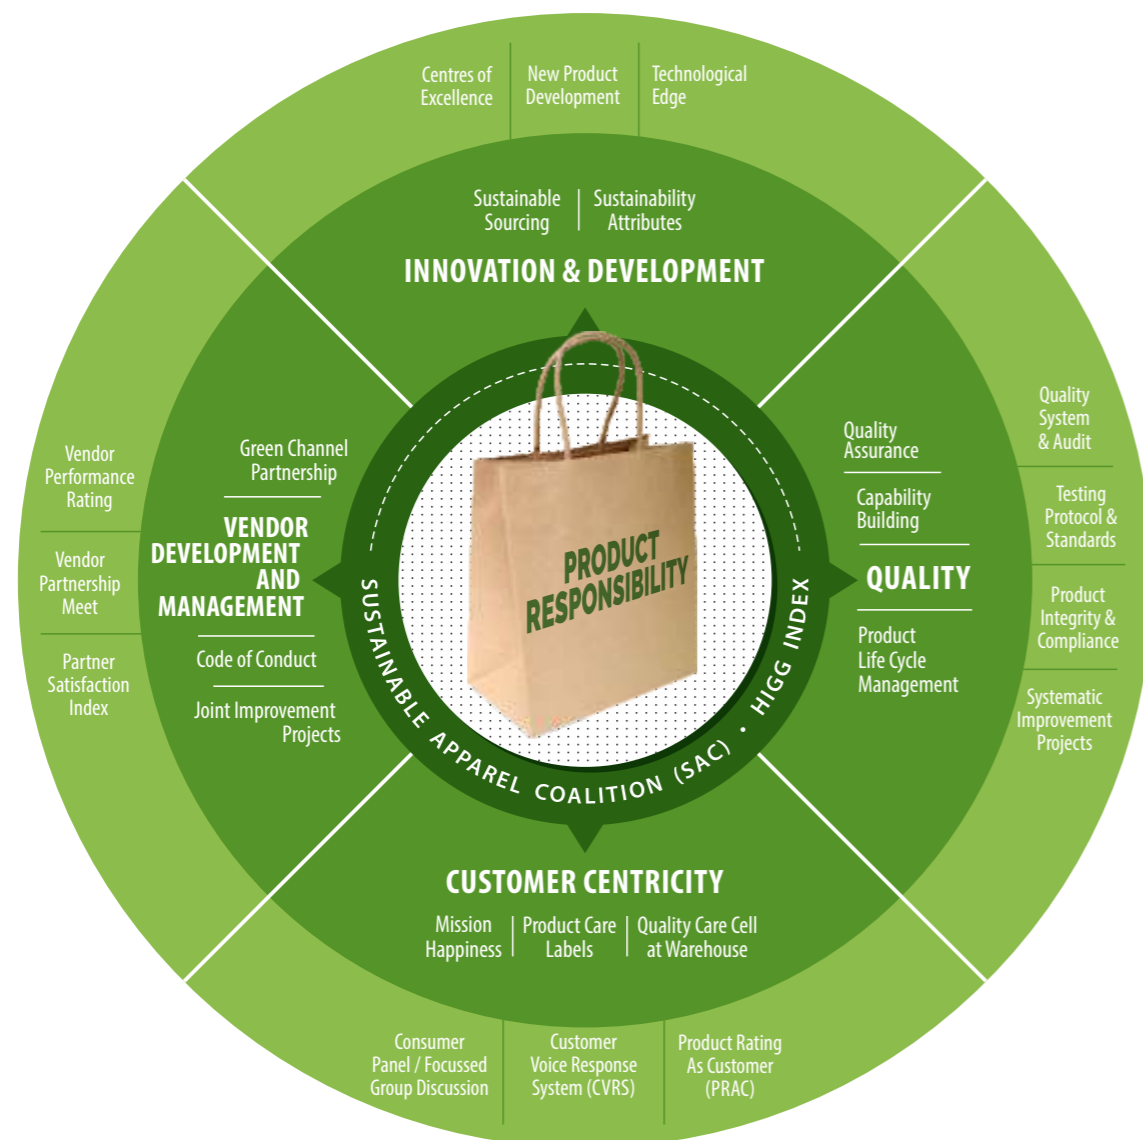 Centres of
Excellence
New Product
Development
Technological
Edge
Sustainable
Sourcing
Sustainability
Attributes
INNOVATION & DEVELOPMENT
Quality
System
& Audit
Testing
Protocol &
Standards
Product
Integrity &
Compliance
Systematic
Improvement
Projects
Quality
Assurance
Capability
Building
QUALITY
Product
Life Cycle
Management
PRODUCT
RESPONSIBILITY
SUSTAINABLE APPAREL COALITION (SAC) • HIGG INDEX
Vendor
Performance
Rating
Vendor
Partnership
Meet
Partner
Satisfaction
Index
Green Channel
Partnership
VENDOR
DEVELOPMENT
AND
MANAGEMENT
Code of Conduct
Joint Improvement
Projects
CUSTOMER CENTRICITY
Mission
Happiness
Product Care
Labels
Quality Care Cell
at Warehouse
Consumer
Panel / Focussed
Group Discussion
Customer
Voice Response
System (CVRS)
Product Rating
As Customer
(PRAC)